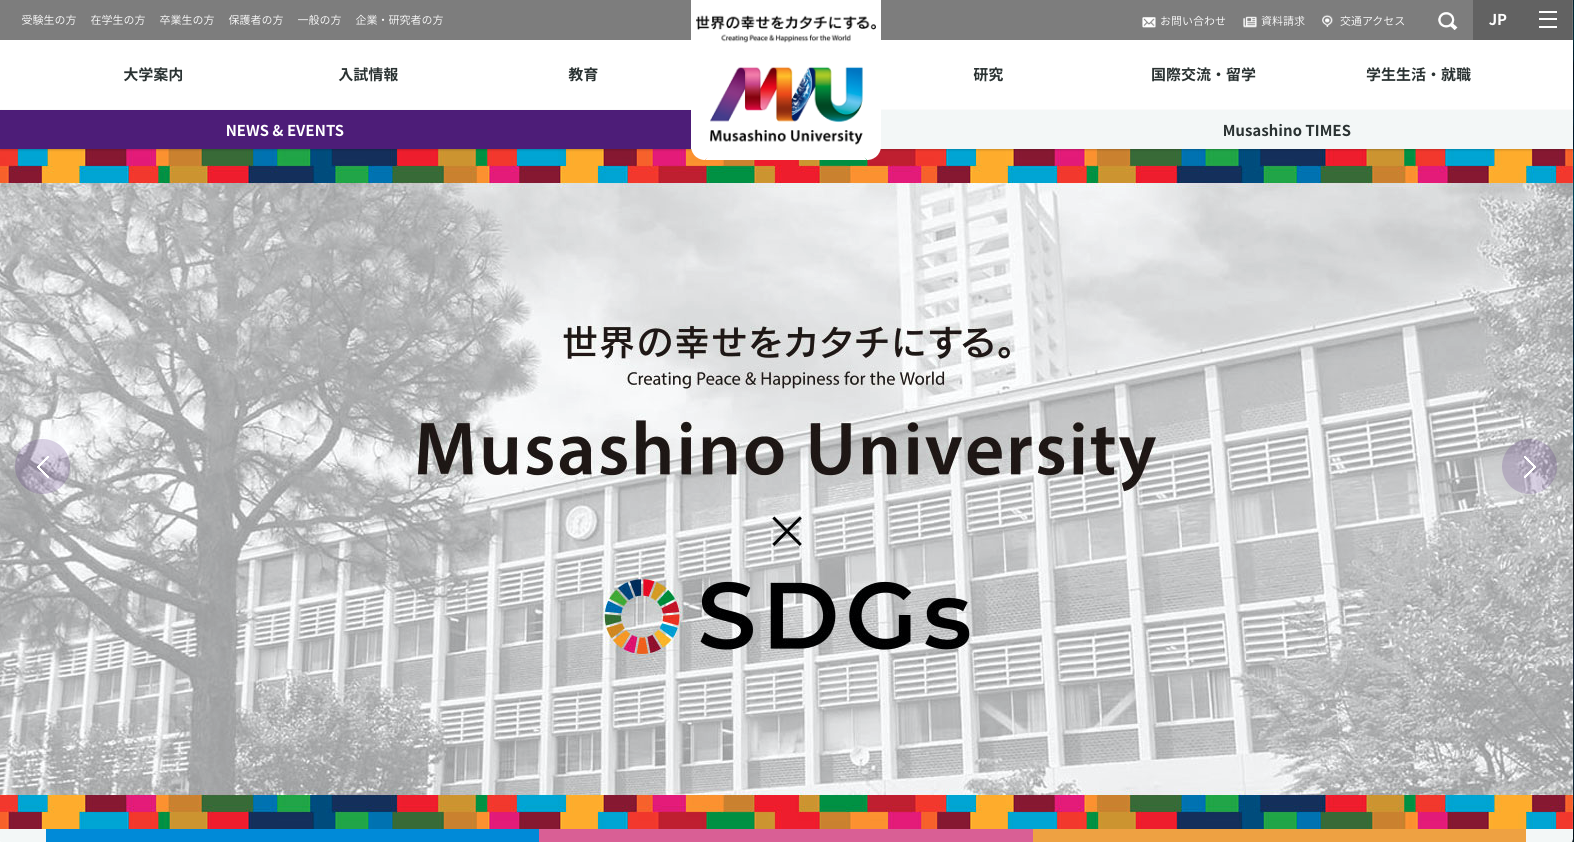 受験生の方 在学生の方 卒業生の方 保護者の方 一般の方 企業・研究者の方
お問い合わせ 資料請求 交通アクセス JP
世界の幸せをカタチにする。
Creating Peace & Happiness for the World
MU
Musashino University
大学案内 入試情報 教育 研究 国際交流・留学 学生生活・就職
NEWS & EVENTS Musashino TIMES
世界の幸せをカタチにする。
Creating Peace & Happiness for the World
Musashino University
×
SDGs